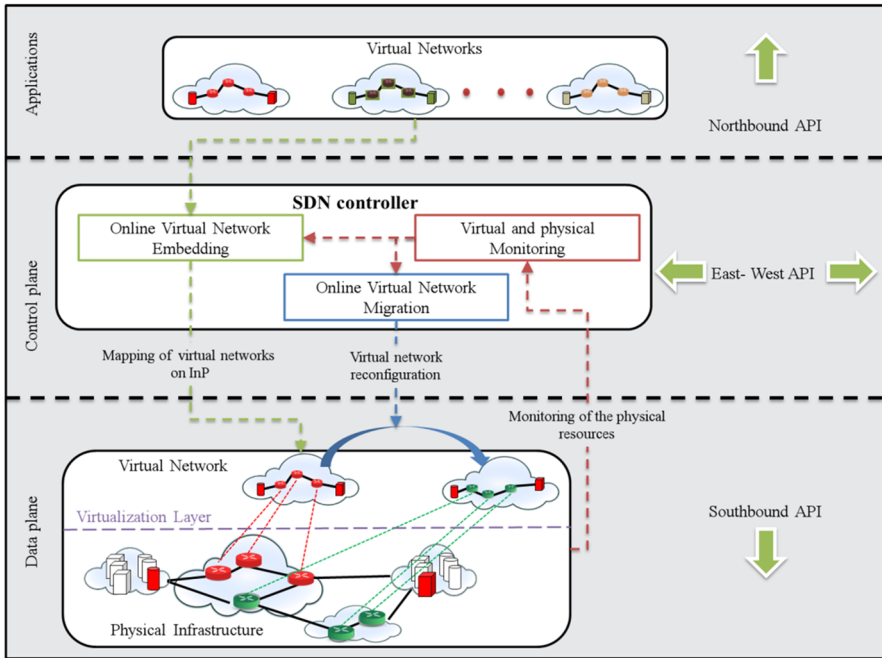 Applications
Virtual Networks
Northbound API
Control plane
SDN controller
Online Virtual Network
Embedding
Virtual and physical
Monitoring
Online Virtual Network
Migration
East- West API
Mapping of virtual networks
on InP
Virtual network
reconfiguration
Data plane
Monitoring of the physical
resources
Virtual Network
Virtualization Layer
Southbound API
Physical Infrastructure